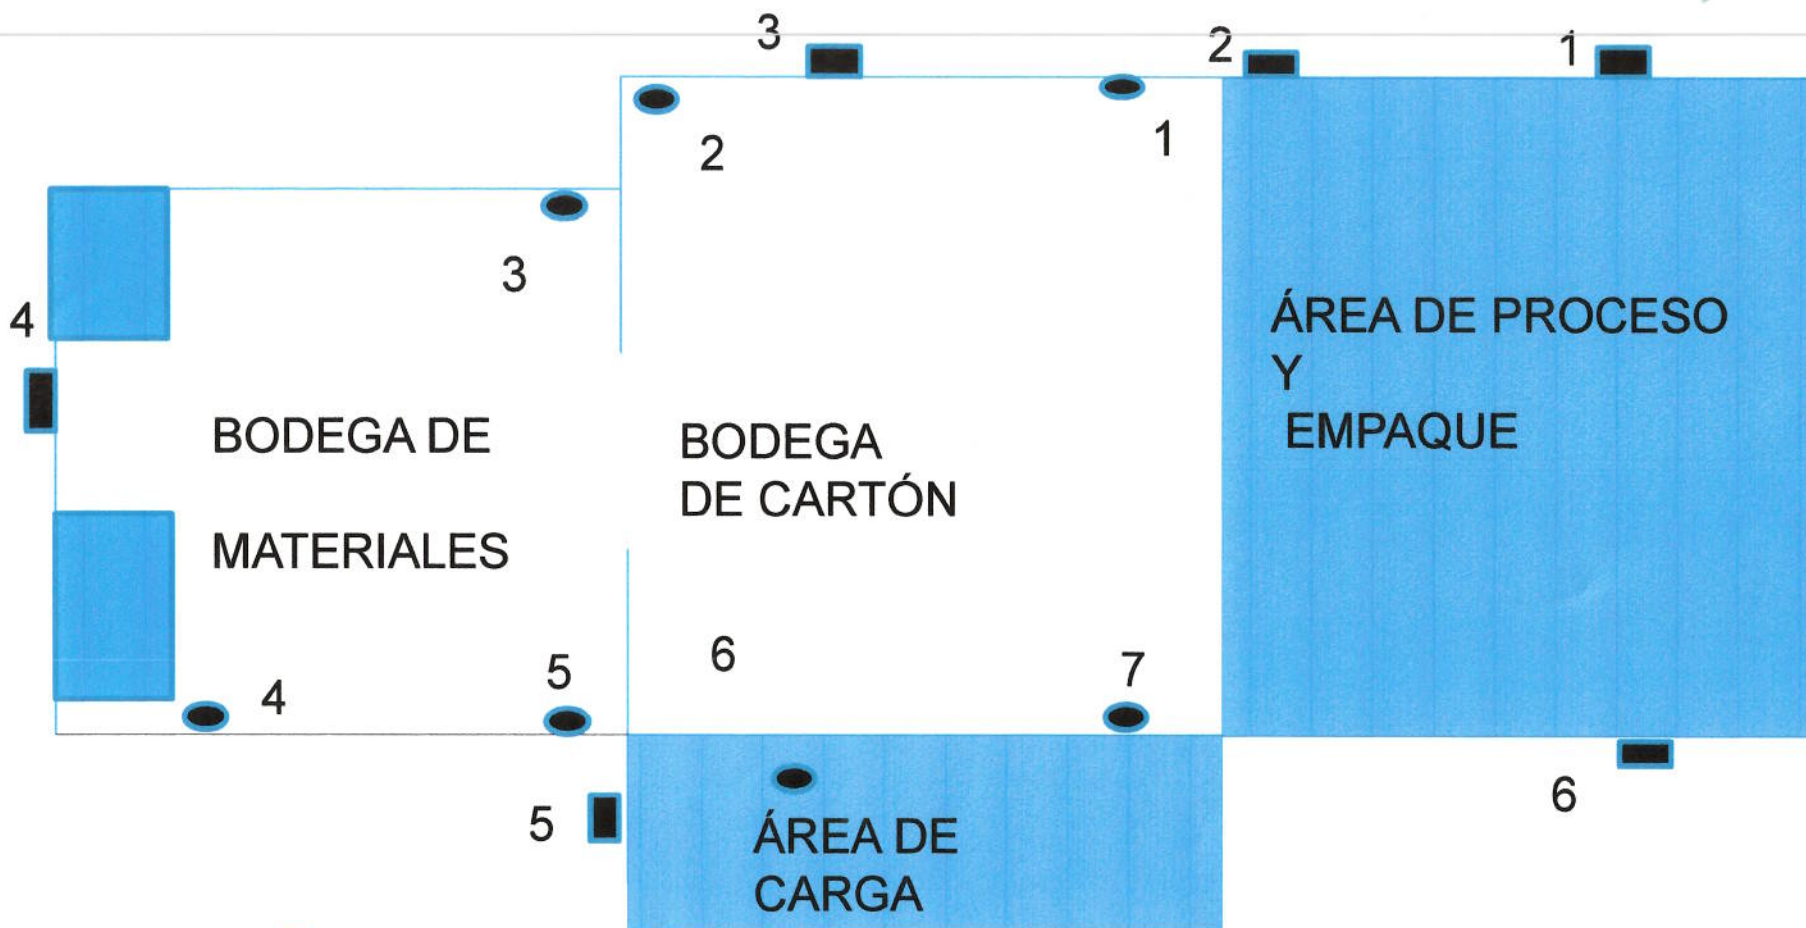 3
2
1
2
1
3
4
ÁREA DE PROCESO
Y
EMPAQUE
BODEGA DE
MATERIALES
BODEGA
DE CARTÓN
6
5
7
4
5
6
ÁREA DE
CARGA